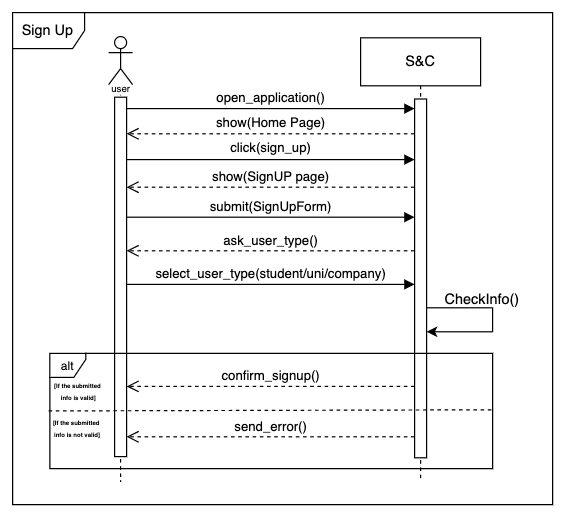 Sign Up
S&C
user
open_application()
show(Home Page)
click(sign_up)
show(SignUP page)
submit(SignUpForm)
ask_user_type()
select_user_type(student/uni/company)
CheckInfo()
alt
[If the submitted
info is valid]
confirm_signup()
[If the submitted
info is not valid]
send_error()